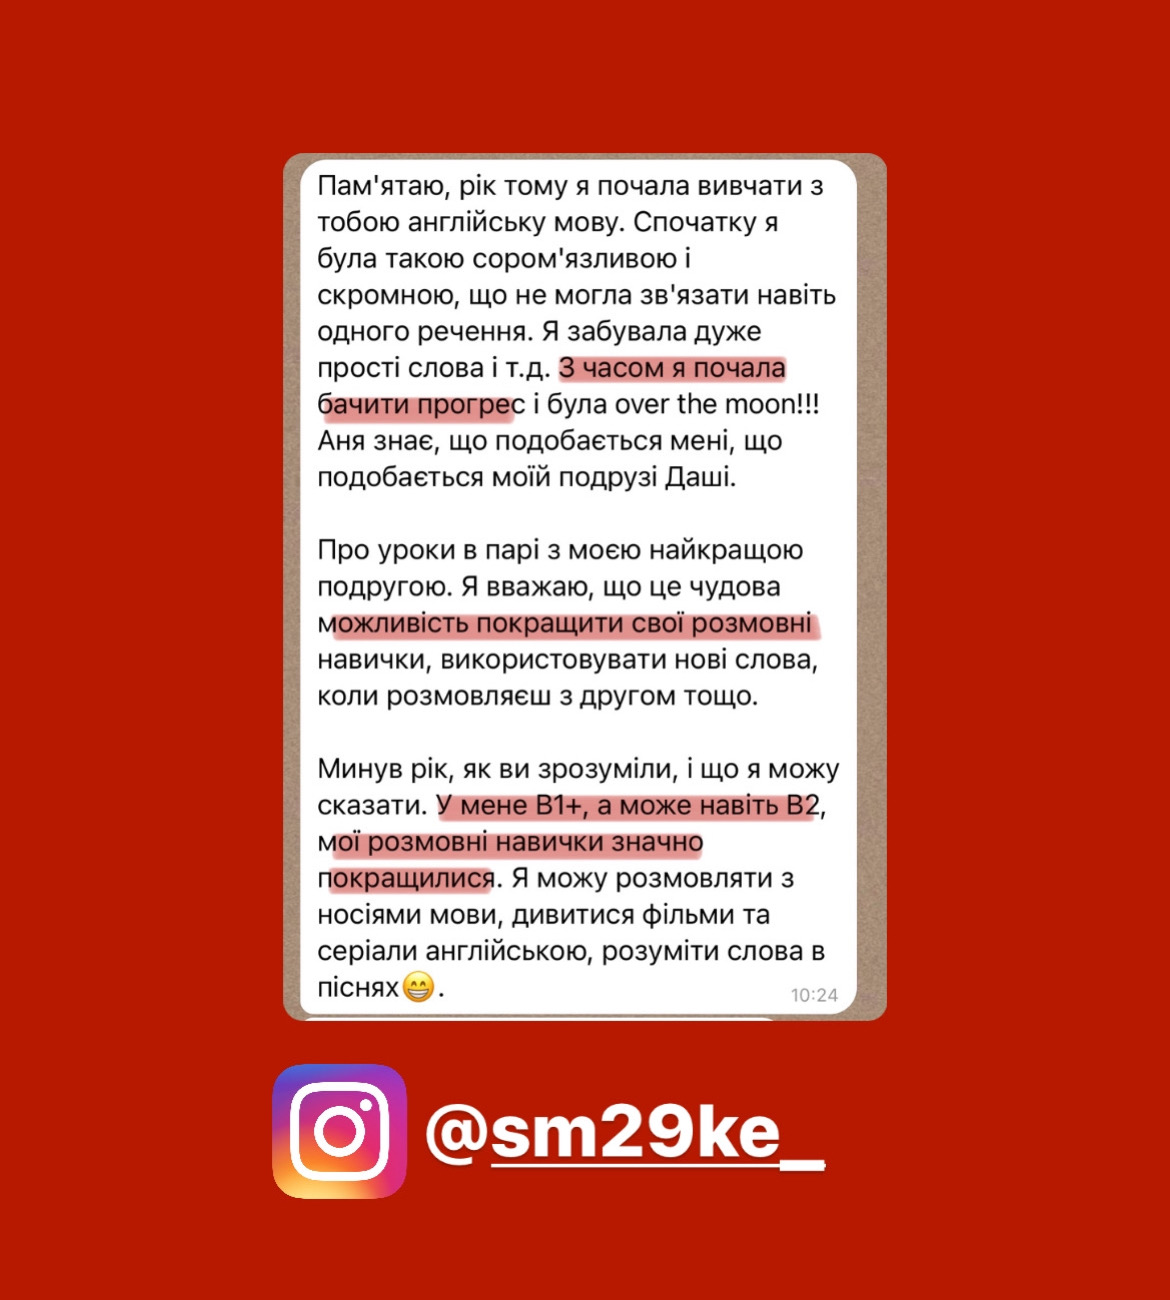 Пам'ятаю, рік тому я почала вивчати з
тобою англійську мову. Спочатку я
була такою сором'язливою і
скромною, що не могла зв'язати навіть
одного речення. Я забувала дуже
прості слова і т.д. З часом я почала
бачити прогрес і була over the moon!!!
Аня знає, що подобається мені, що
подобається моїй подрузі Даші.
Про уроки в парі з моєю найкращою
подругою. Я вважаю, що це чудова
можливість покращити свої розмовні
навички, використовувати нові слова,
коли розмовляєш з другом тощо.
Минув рік, як ви зрозуміли, і що я можу
сказати. У мене В1+, а може навіть В2,
мої розмовні навички значно
покращилися. Я можу розмовляти з
носіями мови, дивитися фільми та
серіали англійською, розуміти слова в
піснях😁.
10:24
@sm29ke_